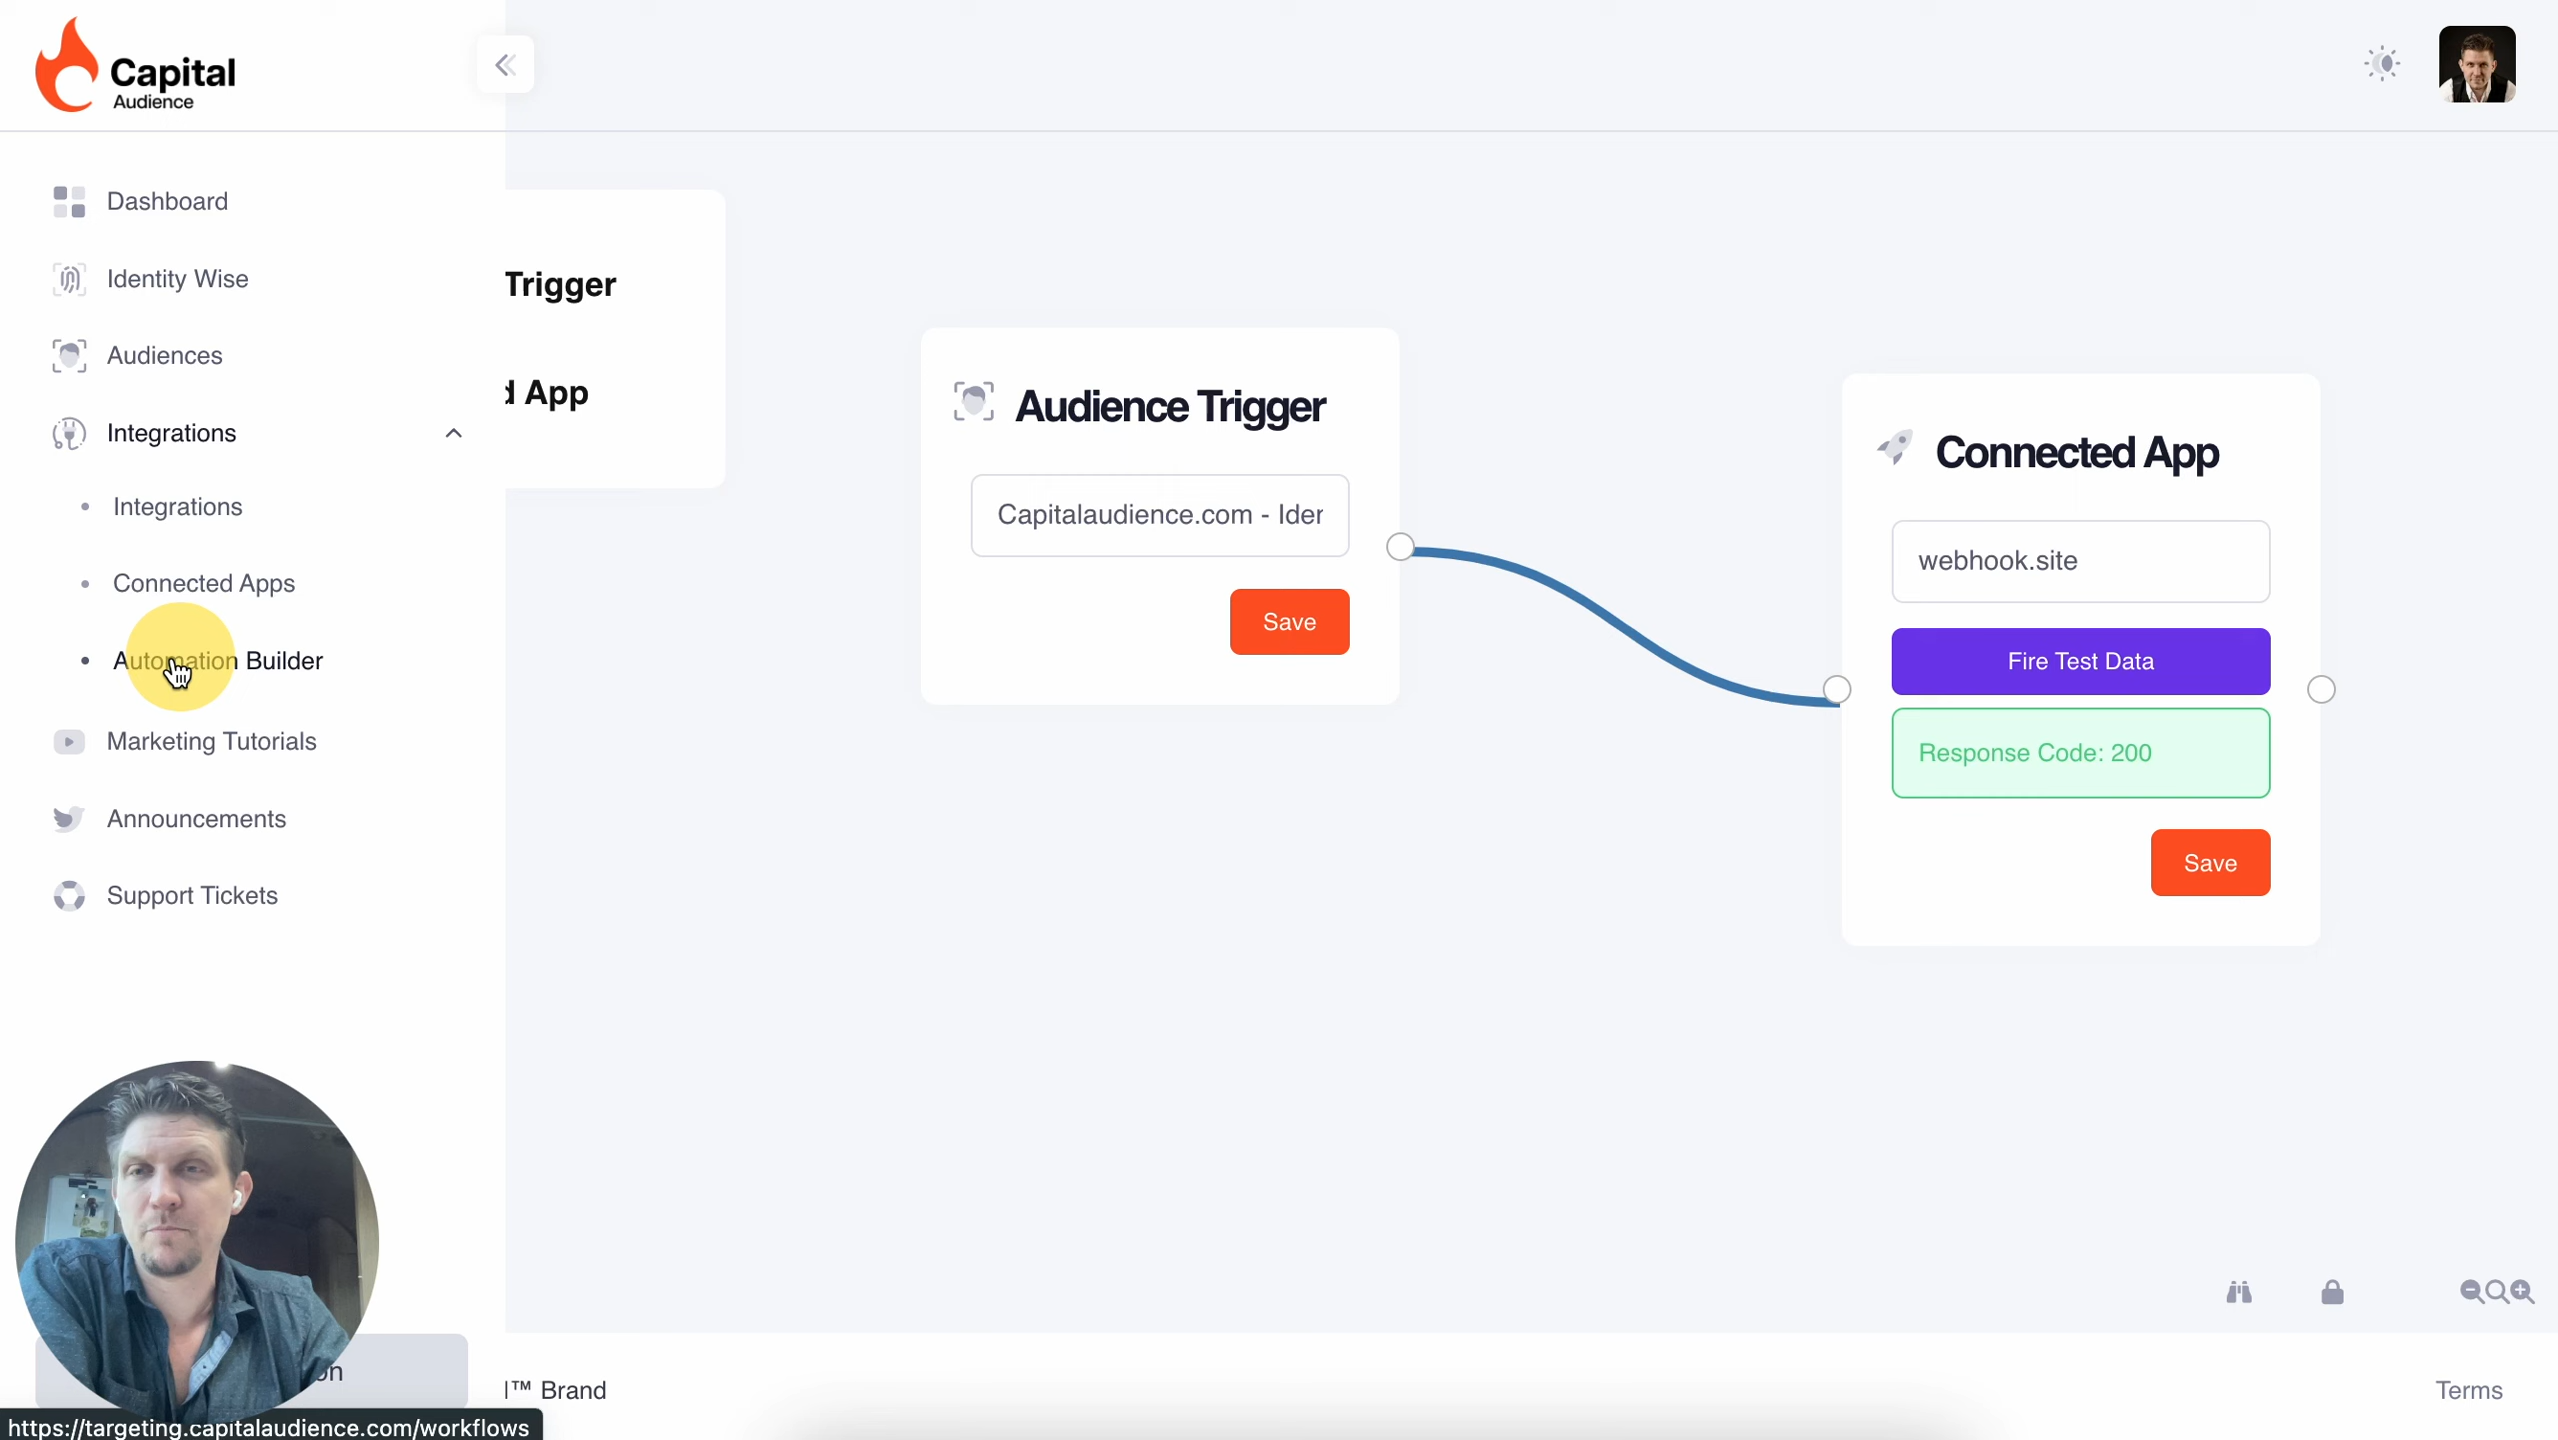 Capital
Audience
Dashboard
Identity Wise
Audiences
Integrations
Integrations
Connected Apps
Automation Builder
Marketing Tutorials
Announcements
Support Tickets
Trigger
App
Audience Trigger
Capitalaudience.com - Iden
Save
Connected App
webhook.site
Fire Test Data
Response Code: 200
Save
™ Brand
Terms
https://targeting.capitalaudience.com/workflows